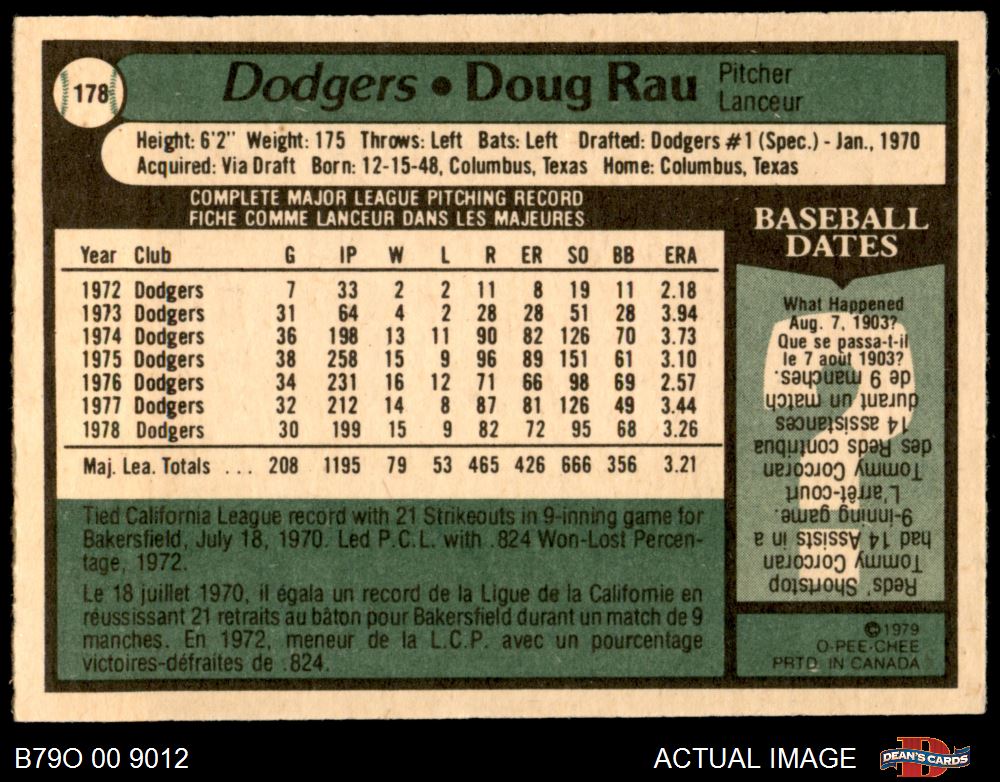 178
Dodgers • Doug Rau
Pitcher
Lanceur
Height: 6'2" Weight: 175 Throws: Left Bats: Left Drafted: Dodgers #1 (Spec.) - Jan., 1970
Acquired: Via Draft Born: 12-15-48, Columbus, Texas Home: Columbus, Texas
COMPLETE MAJOR LEAGUE PITCHING RECORD
FICHE COMME LANCEUR DANS LES MAJEURES
Year Club G IP W L R ER SO BB ERA
1972 Dodgers 7 33 2 2 11 8 19 11 2.18
1973 Dodgers 31 64 4 2 28 28 51 28 3.94
1974 Dodgers 36 198 13 11 90 82 126 70 3.73
1975 Dodgers 38 258 15 9 96 89 151 61 3.10
1976 Dodgers 34 231 16 12 71 66 98 69 2.57
1977 Dodgers 32 212 14 8 87 81 126 49 3.44
1978 Dodgers 30 199 15 9 82 72 95 68 3.26
Maj. Lea. Totals ... 208 1195 79 53 465 426 666 356 3.21
Tied California League record with 21 Strikeouts in 9-inning game for
Bakersfield, July 18, 1970. Led P.C.L. with .824 Won-Lost Percen-
tage, 1972.
Le 18 juillet 1970, il égala un record de la Ligue de la Californie en
réussissant 21 retraits au bâton pour Bakersfield durant un match de 9
manches. En 1972, meneur de la L.C.P. avec un pourcentage
victoires-défraites de .824.
BASEBALL
DATES
What Happened
Aug. 7, 1903?
Que se passa-t-il
le 7 août 1903?
Reds' Shortstop
Tommy Corcoran
had 14 Assists in a
9-inning game.
L'arrêt-court
Tommy Corcoran
des Reds contribua
14 assistances
durant un match
de 9 manches.
©1979
O-PEE-CHEE
PRTD. IN CANADA
B79O 00 9012
ACTUAL IMAGE
DEAN'S CARDS